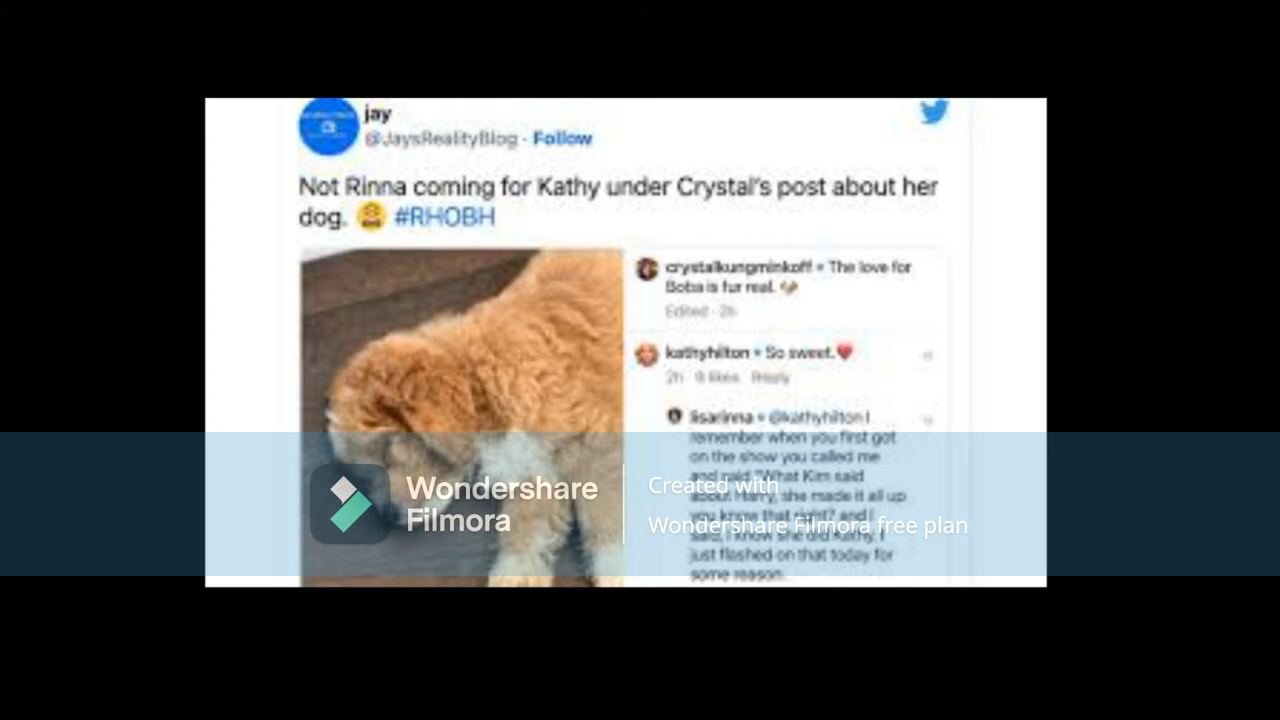 jay
@JaysRealityBlog · Follow
Not Rinna coming for Kathy under Crystal's post about her
dog. #RHOBH
crystalkungminkoff • The love for
Boba is fur real.
Edited · 2h
kathyhilton • So sweet.
2h 9 likes Reply
lisarinna • @kathyhilton I
remember when you first got
on the show you called me
and said "What Kim said
about Harry, she made it all up
you know that right? and I
said, I know she did Kathy. I
just flashed on that today for
some reason.
Wondershare
Filmora
Created with
Wondershare Filmora free plan